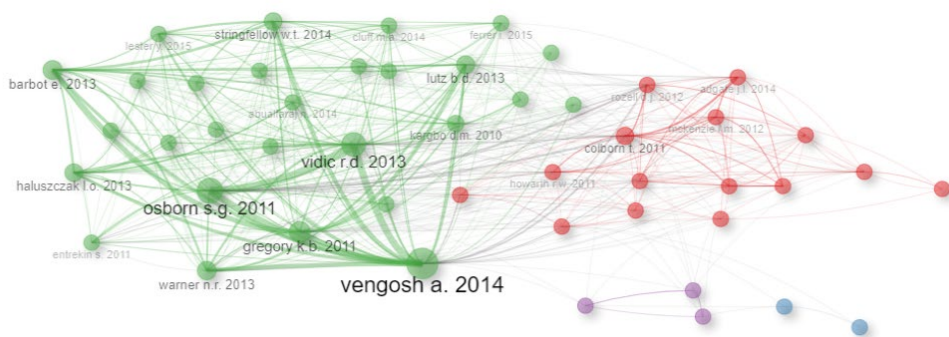 stringfellow w.t. 2014
cluff m.a. 2014
ferrer i. 2015
lester y. 2015
barbot e. 2013
lutz b.d. 2013
rozell d.j. 2012
adgate j.l. 2014
abualfaraj n. 2014
kargbo d.m. 2010
mckenzie l.m. 2012
colborn t. 2011
vidic r.d. 2013
haluszczak l.o. 2013
howarth r.w. 2011
osborn s.g. 2011
gregory k.b. 2011
entrekin s. 2011
warner n.r. 2013
vengosh a. 2014